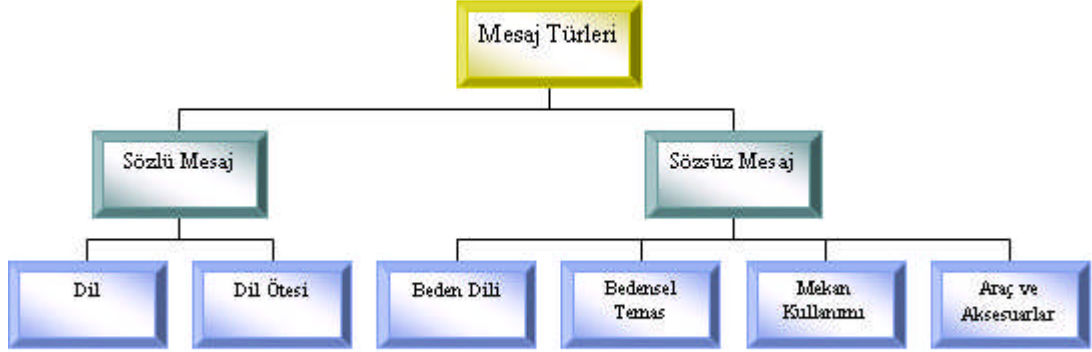 Mesaj Türleri
Sözlü Mesaj
Sözsüz Mesaj
Dil
Dil Ötesi
Beden Dili
Bedensel
Temas
Mekan
Kullanımı
Araç ve
Aksesuarlar